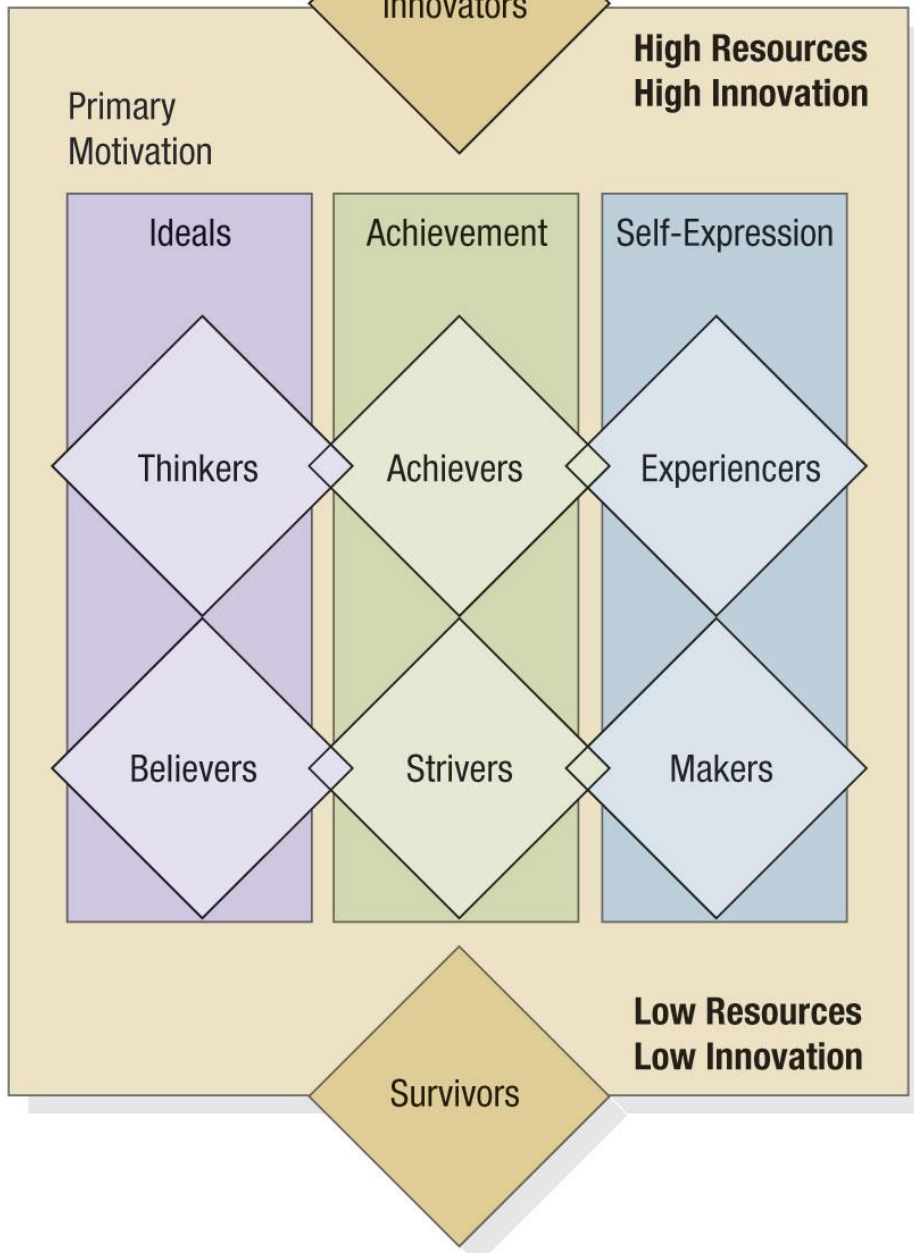 Innovators
High Resources
High Innovation
Primary
Motivation
Ideals
Achievement
Self-Expression
Thinkers
Achievers
Experiencers
Believers
Strivers
Makers
Low Resources
Low Innovation
Survivors